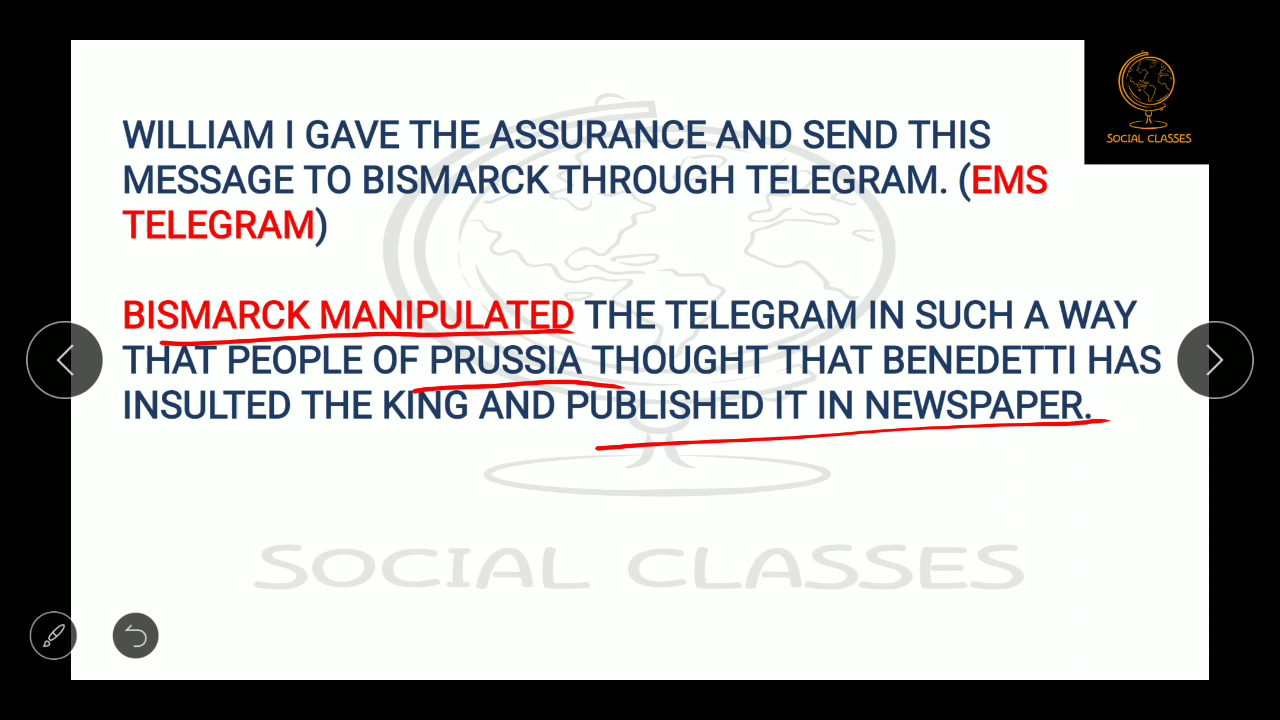 SOCIAL CLASSES
WILLIAM I GAVE THE ASSURANCE AND SEND THIS
MESSAGE TO BISMARCK THROUGH TELEGRAM. (EMS
TELEGRAM)
BISMARCK MANIPULATED THE TELEGRAM IN SUCH A WAY
THAT PEOPLE OF PRUSSIA THOUGHT THAT BENEDETTI HAS
INSULTED THE KING AND PUBLISHED IT IN NEWSPAPER.
SOCIAL CLASSES